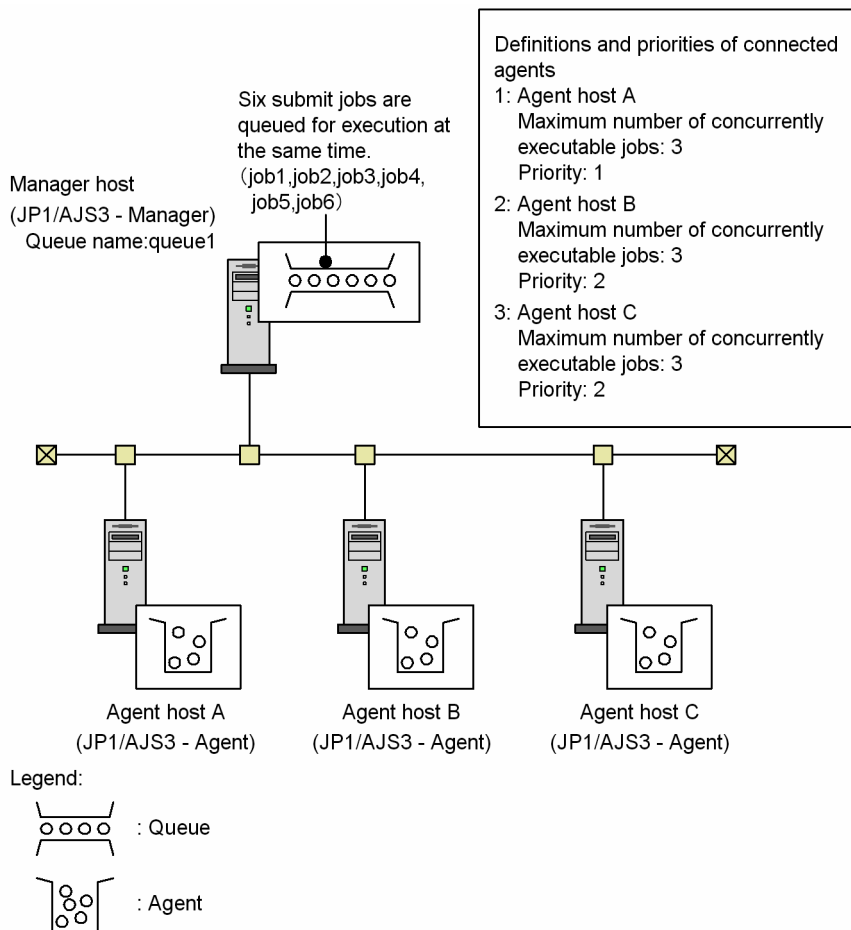 Six submit jobs are
queued for execution at
the same time.
(job1,job2,job3,job4,
job5,job6)
Manager host
(JP1/AJS3 - Manager)
Queue name:queue1
Definitions and priorities of connected
agents
1: Agent host A
Maximum number of concurrently
executable jobs: 3
Priority: 1
2: Agent host B
Maximum number of concurrently
executable jobs: 3
Priority: 2
3: Agent host C
Maximum number of concurrently
executable jobs: 3
Priority: 2
Agent host A
(JP1/AJS3 - Agent)
Agent host B
(JP1/AJS3 - Agent)
Agent host C
(JP1/AJS3 - Agent)
Legend:
: Queue
: Agent